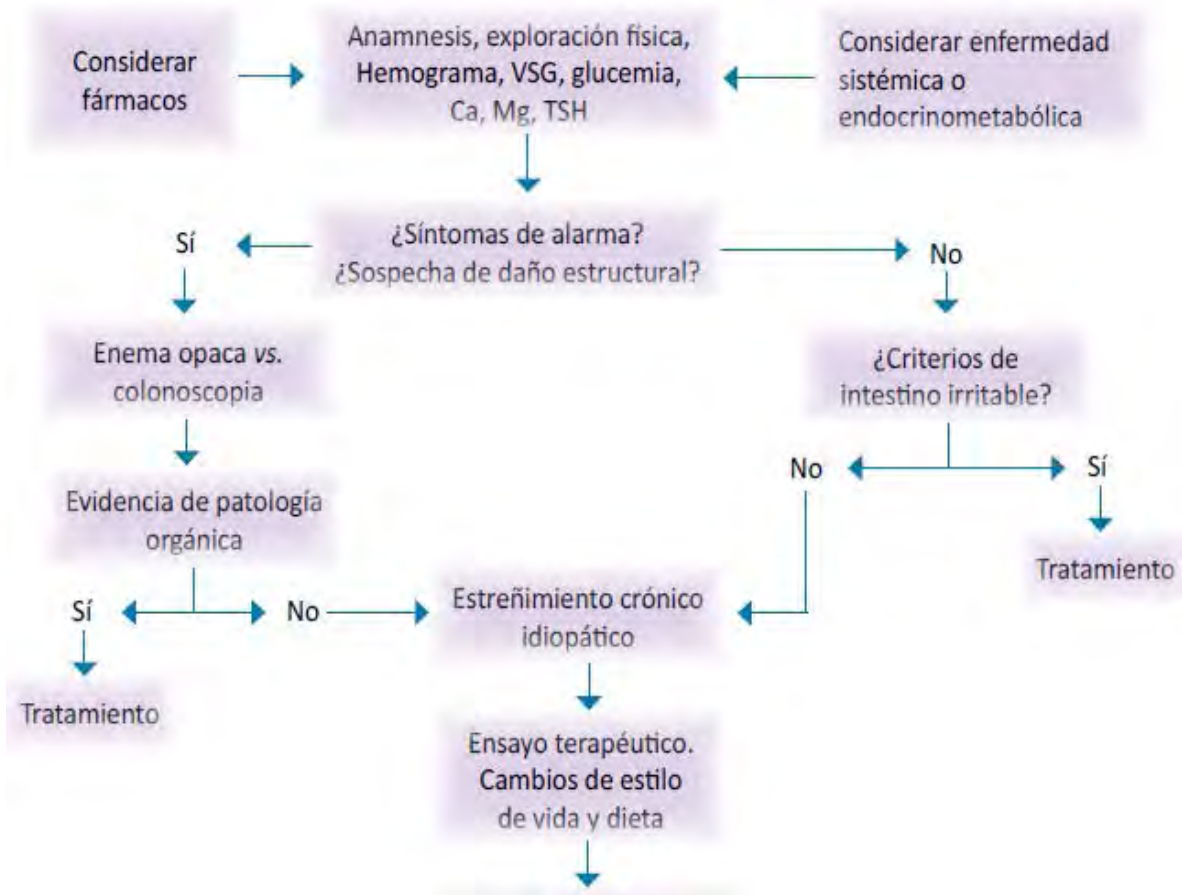 Considerar
fármacos
Anamnesis, exploración física,
Hemograma, VSG, glucemia,
Ca, Mg, TSH
Considerar enfermedad
sistémica o
endocrinometabólica
Sí
¿Síntomas de alarma?
¿Sospecha de daño estructural?
No
Enema opaca vs.
colonoscopia
¿Criterios de
intestino irritable?
No
Sí
Evidencia de patología
orgánica
Tratamiento
Sí
No
Estreñimiento crónico
idiopático
Tratamiento
Ensayo terapéutico.
Cambios de estilo
de vida y dieta